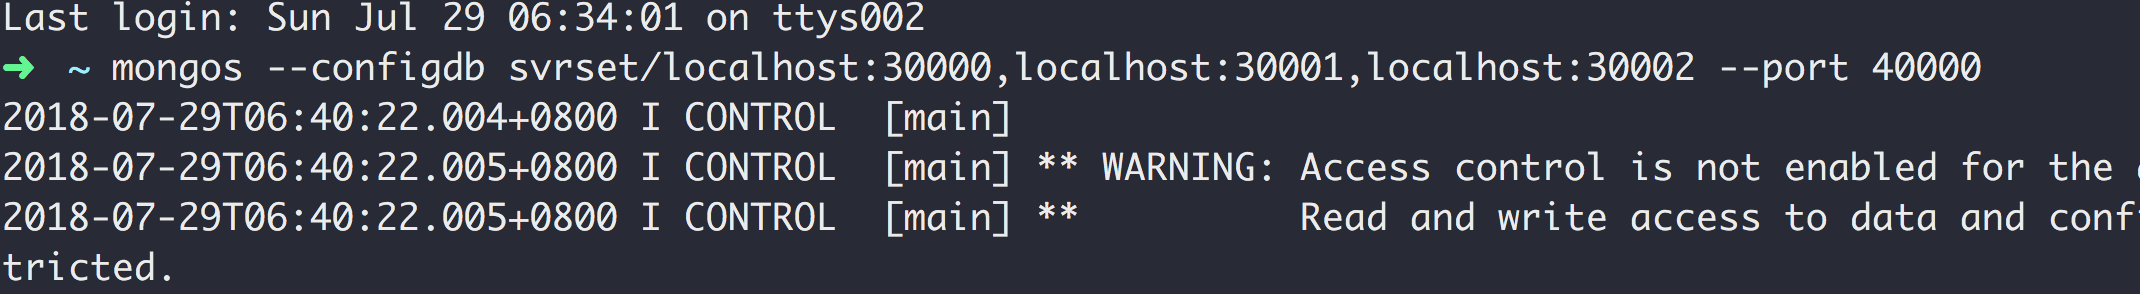 Last login: Sun Jul 29 06:34:01 on ttys002
➜  ~ mongos --configdb svrset/localhost:30000,localhost:30001,localhost:30002 --port 40000
2018-07-29T06:40:22.004+0800 I CONTROL  [main]
2018-07-29T06:40:22.005+0800 I CONTROL  [main] ** WARNING: Access control is not enabled for the
2018-07-29T06:40:22.005+0800 I CONTROL  [main] **          Read and write access to data and conf
tricted.